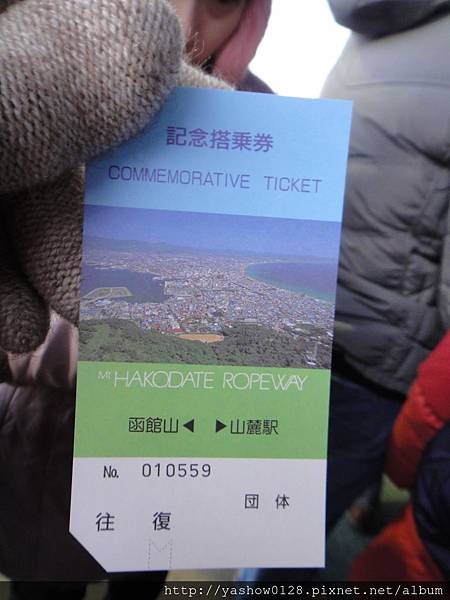 記念搭乗券
COMMEMORATIVE TICKET
Mt. HAKODATE ROPEWAY
函館山◀ ▶山麓駅
No. 010559
団体
往復
http://yashow0128.pixnet.net/album